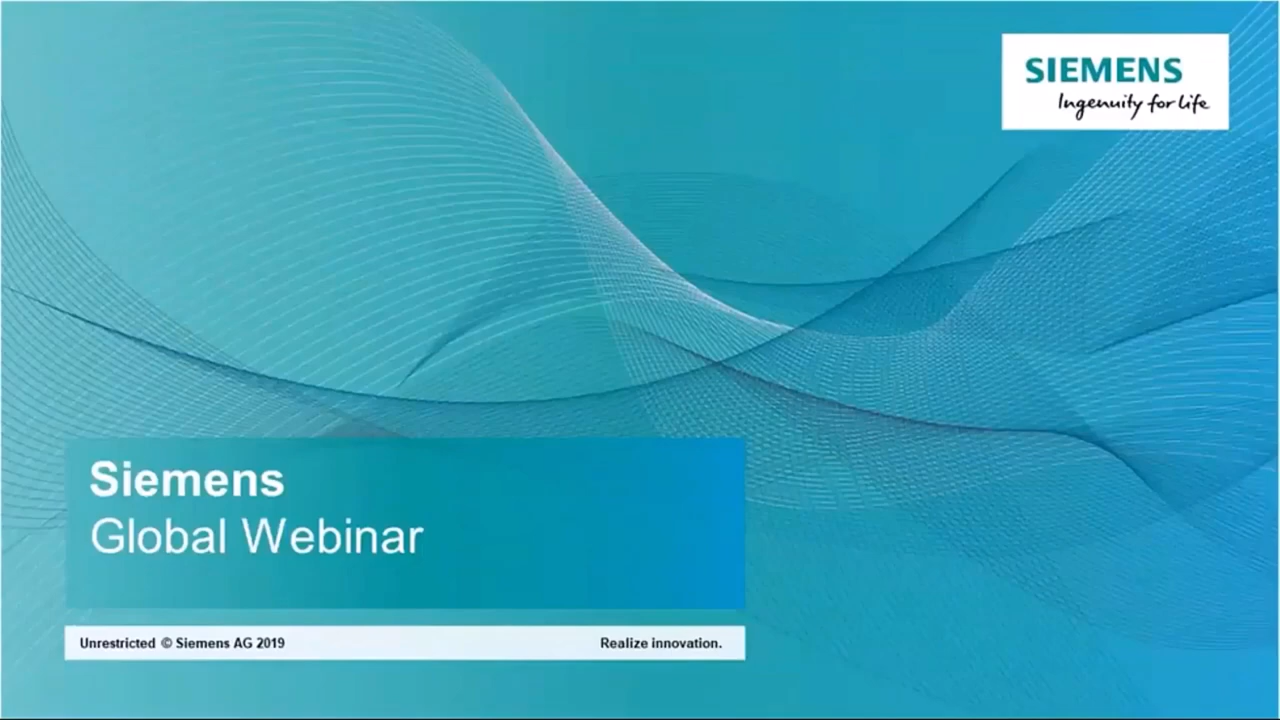 SIEMENS
Ingenuity for life
Siemens
Global Webinar
Unrestricted © Siemens AG 2019
Realize innovation.